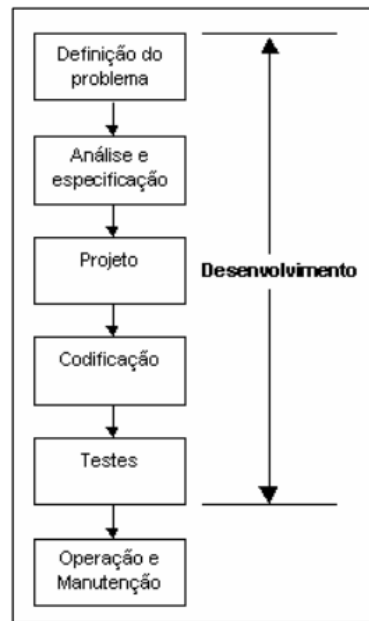 Definição do
problema
Análise e
especificação
Projeto
Desenvolvimento
Codificação
Testes
Operação e
Manutenção